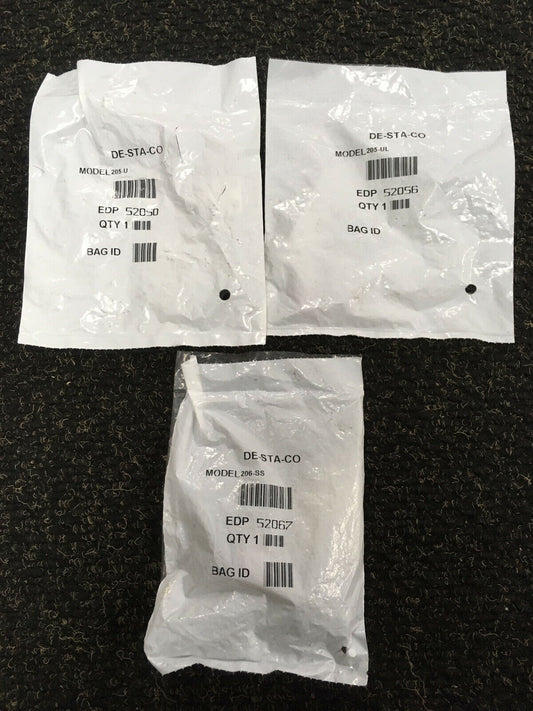 DE-STA-CO
MODEL 205-U
EDP 52050
QTY 1
BAG ID
DE-STA-CO
MODEL 205-UL
EDP 52056
QTY 1
BAG ID
DE-STA-CO
MODEL 206-SS
EDP 52067
QTY 1
BAG ID